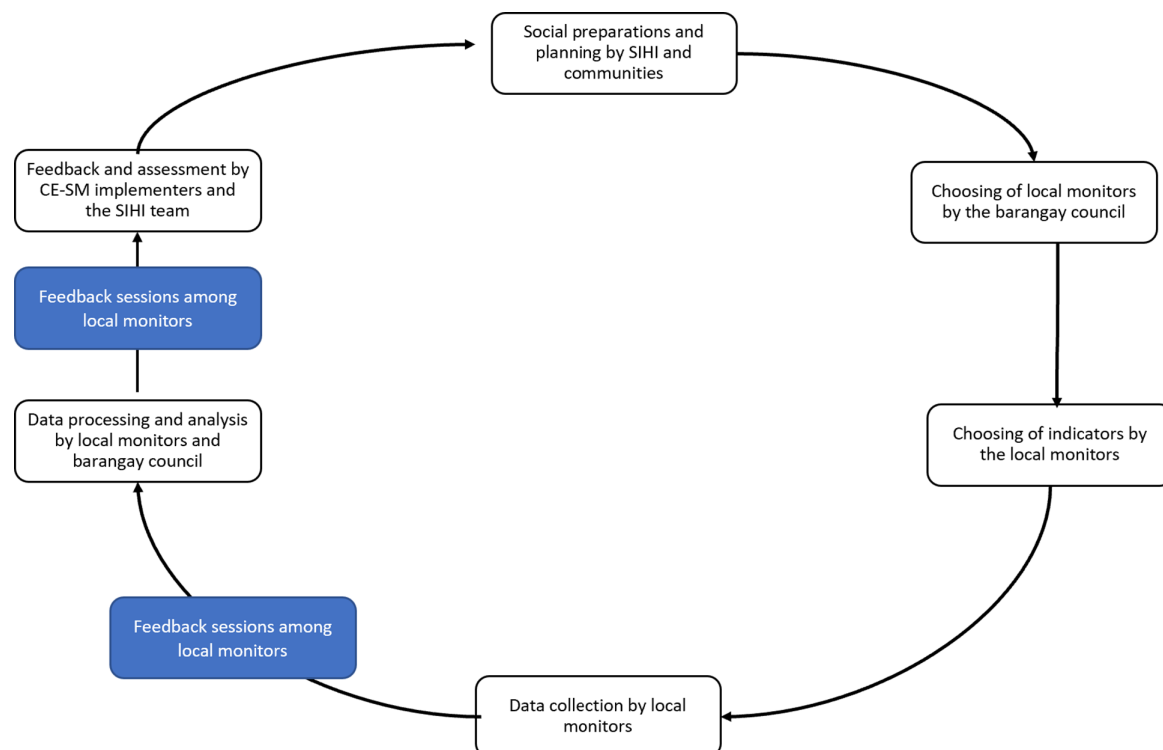 Social preparations and
planning by SIHI and
communities
Choosing of local monitors
by the barangay council
Choosing of indicators by
the local monitors
Data collection by local
monitors
Feedback sessions among
local monitors
Data processing and analysis
by local monitors and
barangay council
Feedback sessions among
local monitors
Feedback and assessment by
CE-SM implementers and
the SIHI team